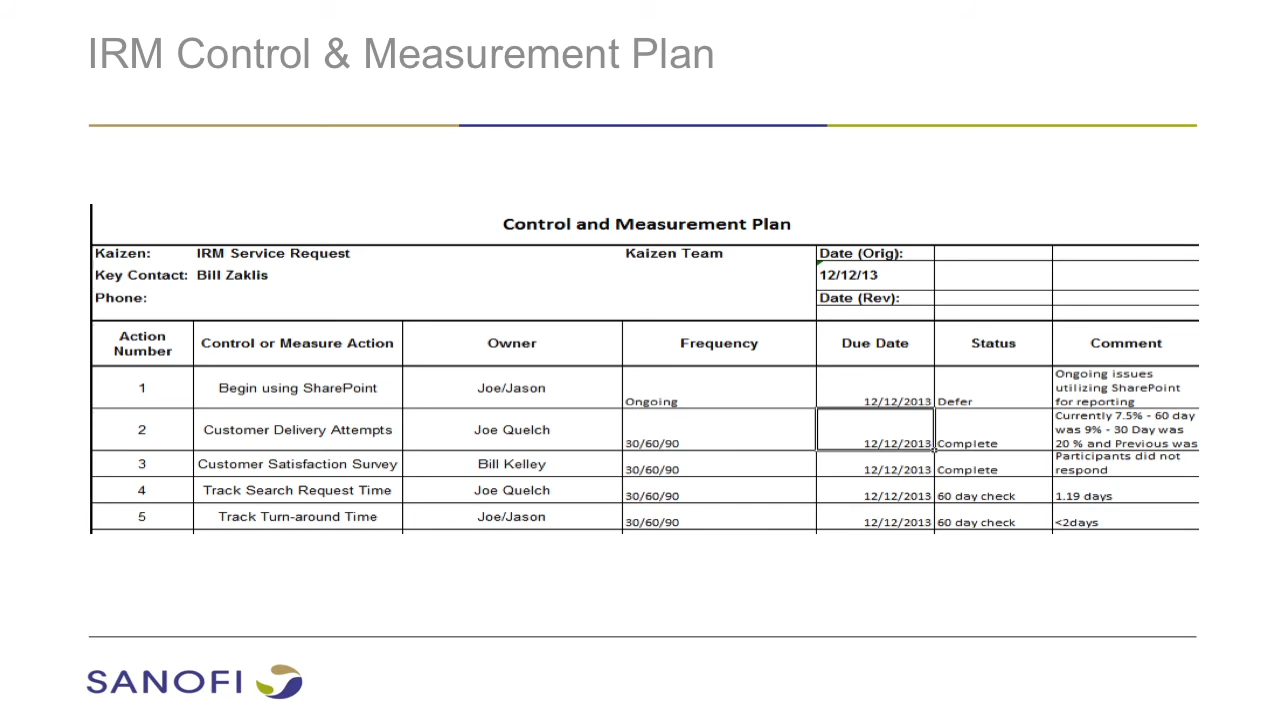 IRM Control & Measurement Plan
Control and Measurement Plan
Kaizen: IRM Service Request Kaizen Team Date (Orig):
Key Contact: Bill Zaklis 12/12/13
Phone: Date (Rev):
Action Number Control or Measure Action Owner Frequency Due Date Status Comment
1 Begin using SharePoint Joe/Jason Ongoing 12/12/2013 Defer Ongoing issues
utilizing SharePoint
for reporting
2 Customer Delivery Attempts Joe Quelch 30/60/90 12/12/2013 Complete Currently 7.5% - 60 day
was 9% - 30 Day was
20 % and Previous was
3 Customer Satisfaction Survey Bill Kelley 30/60/90 12/12/2013 Complete Participants did not
respond
4 Track Search Request Time Joe Quelch 30/60/90 12/12/2013 60 day check 1.19 days
5 Track Turn-around Time Joe/Jason 30/60/90 12/12/2013 60 day check <2days
SANOFI